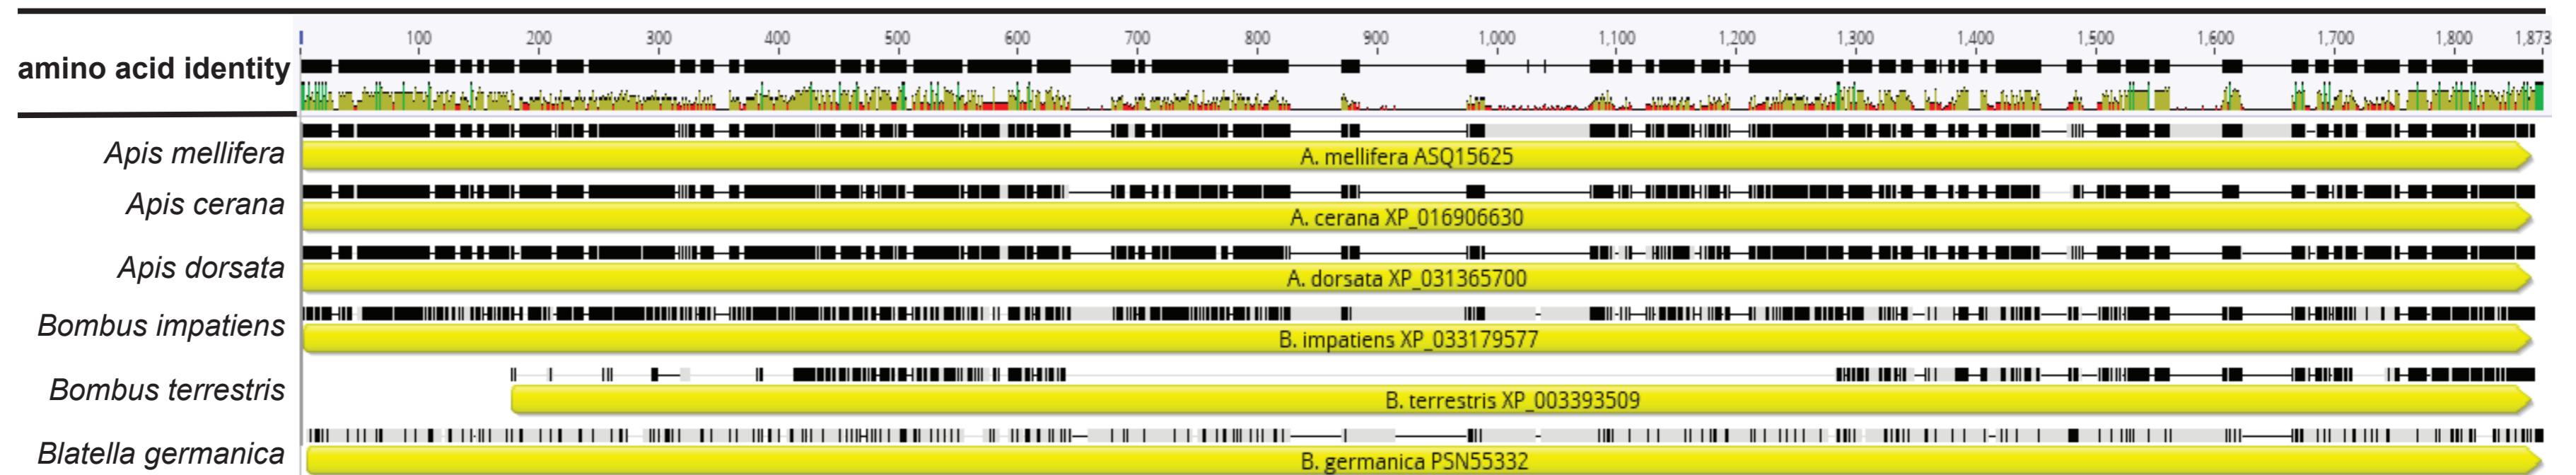 100 200 300 400 500 600 700 800 900 1,000 1,100 1,200 1,300 1,400 1,500 1,600 1,700 1,800 1,873
amino acid identity
Apis mellifera
A. mellifera ASQ15625
Apis cerana
A. cerana XP_016906630
Apis dorsata
A. dorsata XP_031365700
Bombus impatiens
B. impatiens XP_033179577
Bombus terrestris
B. terrestris XP_003393509
Blatella germanica
B. germanica PSN55332